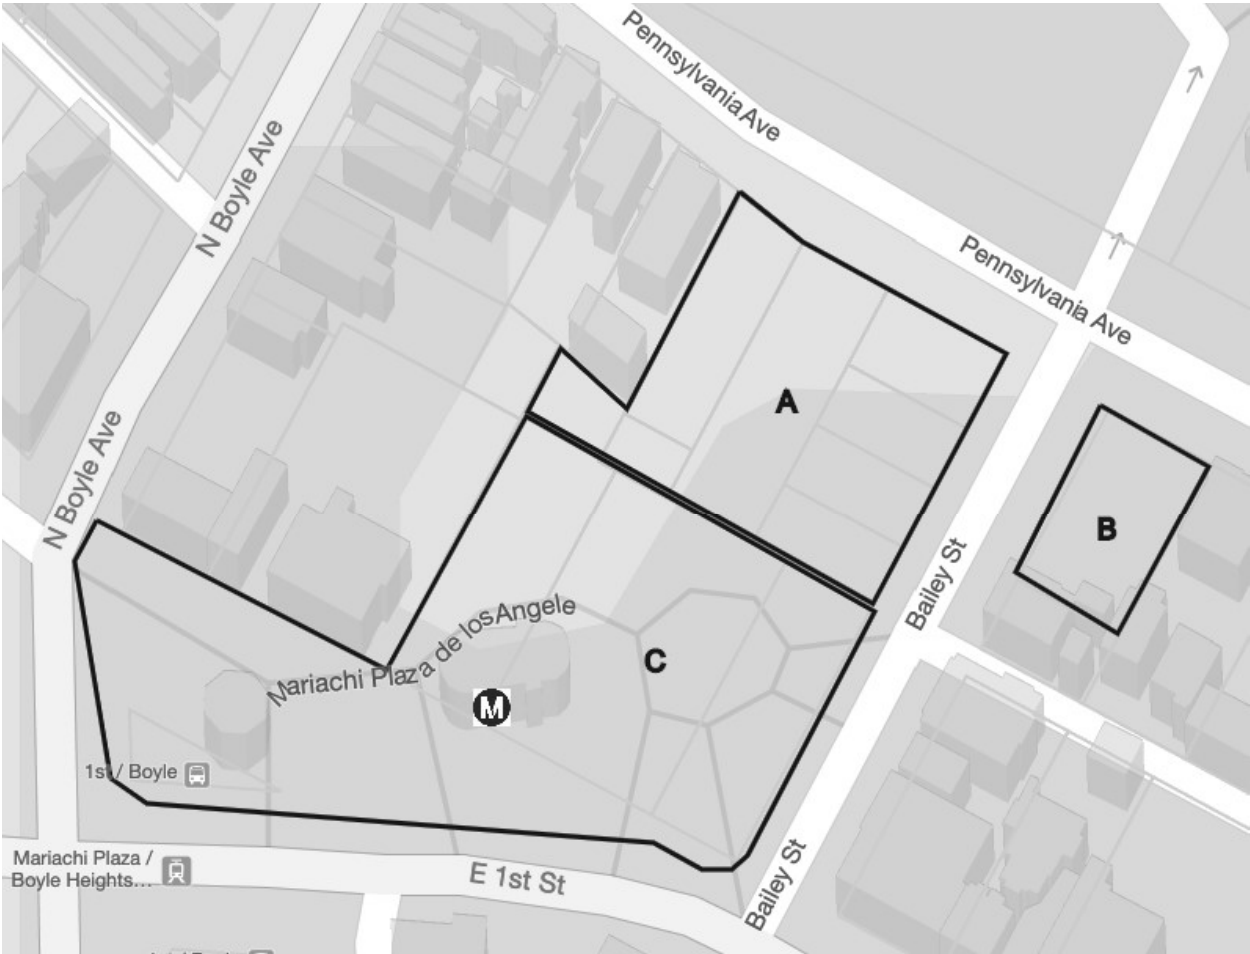 Pennsylvania Ave
N Boyle Ave
Pennsylvania Ave
A
N Boyle Ave
B
Bailey St
Mariachi Plaza de los Angele
C
M
1st / Boyle
Mariachi Plaza /
Boyle Heights...
E 1st St
Bailey St